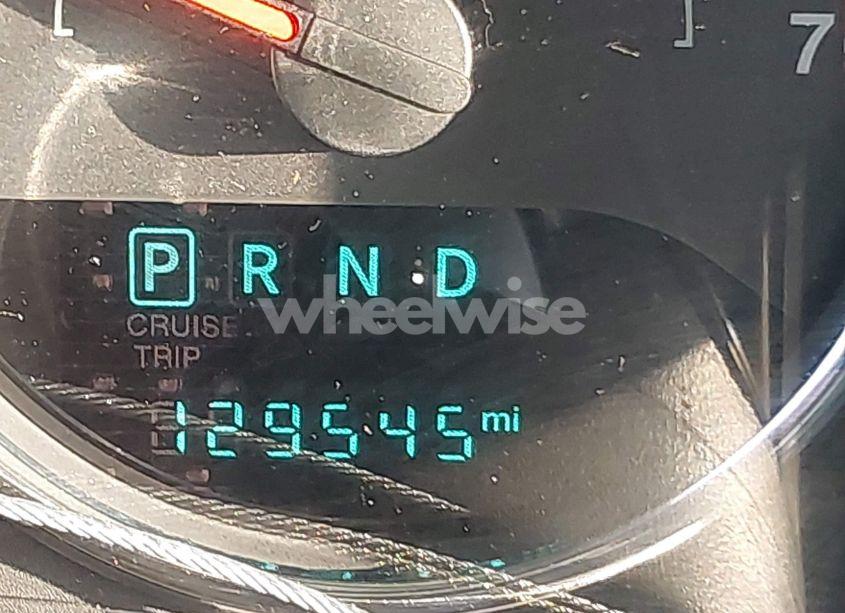 7
P R N D
wheelwise
CRUISE
TRIP
129545 mi